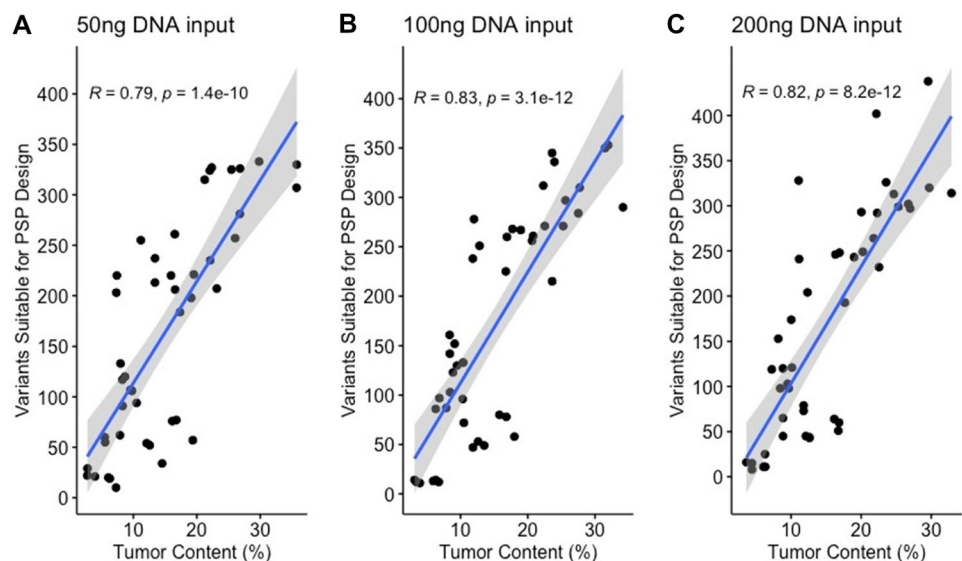 A 50ng DNA input
R = 0.79, p = 1.4e-10
Variants Suitable for PSP Design
400
350
300
250
200
150
100
50
0
10 20 30
Tumor Content (%)
B 100ng DNA input
R = 0.83, p = 3.1e-12
Variants Suitable for PSP Design
400
350
300
250
200
150
100
50
0
10 20 30
Tumor Content (%)
C 200ng DNA input
R = 0.82, p = 8.2e-12
Variants Suitable for PSP Design
400
350
300
250
200
150
100
50
0
10 20 30
Tumor Content (%)